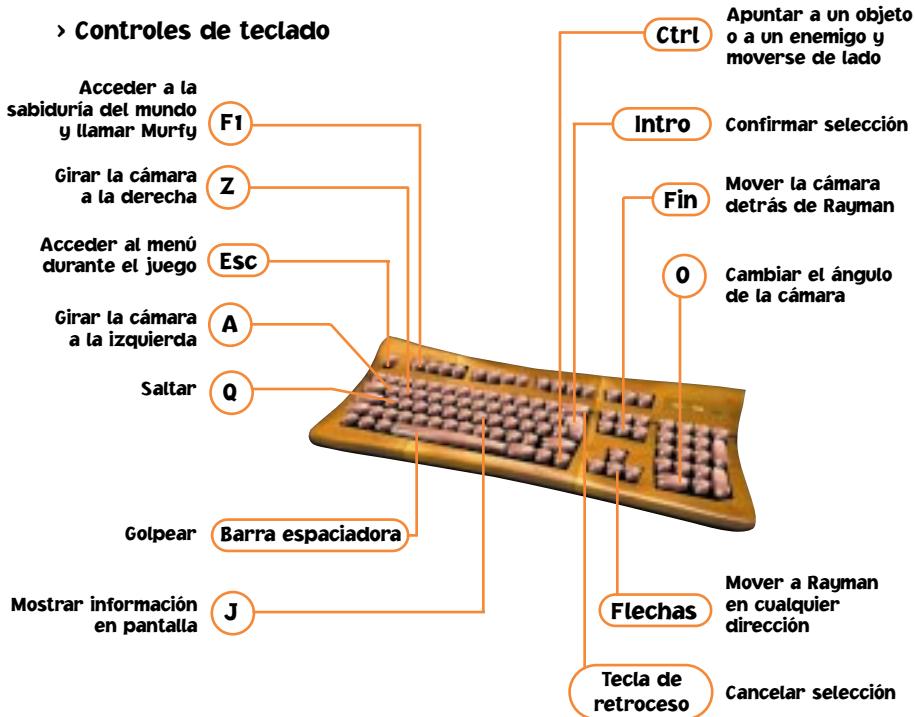 › Controles de teclado
Acceder a la
sabiduría del mundo
y llamar Murfy
F1
Girar la cámara
a la derecha
Z
Acceder al menú
durante el juego
Esc
Girar la cámara
a la izquierda
A
Saltar
Q
Golpear
Barra espaciadora
Mostrar información
en pantalla
J
Ctrl
Apuntar a un objeto
o a un enemigo y
moverse de lado
Intro
Confirmar selección
Fin
Mover la cámara
detrás de Rayman
0
Cambiar el ángulo
de la cámara
Flechas
Mover a Rayman
en cualquier
dirección
Tecla de
retroceso
Cancelar selección